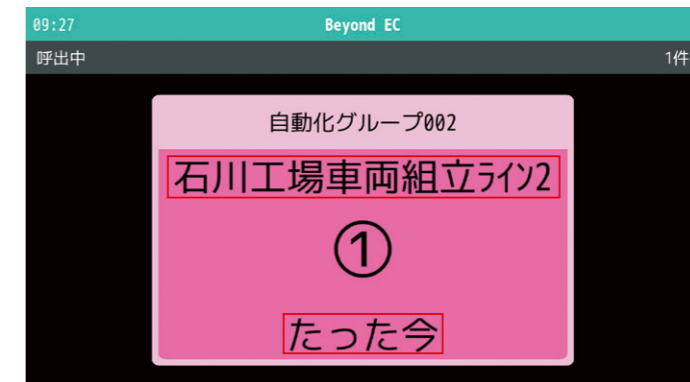 09:27 Beyond EC
呼出中 1件
自動化グループ002
石川工場車両組立ﾗｲﾝ2
①
たった今